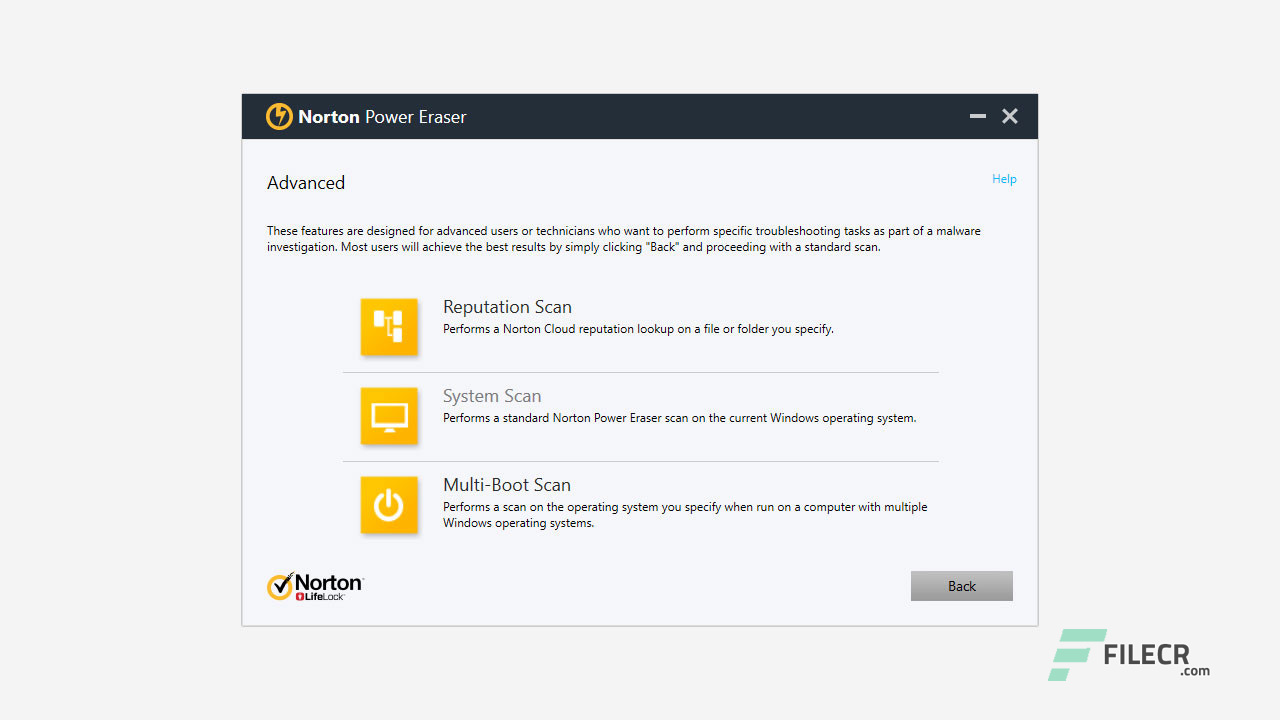 Norton Power Eraser
Advanced
Help
These features are designed for advanced users or technicians who want to perform specific troubleshooting tasks as part of a malware
investigation. Most users will achieve the best results by simply clicking "Back" and proceeding with a standard scan.
Reputation Scan
Performs a Norton Cloud reputation lookup on a file or folder you specify.
System Scan
Performs a standard Norton Power Eraser scan on the current Windows operating system.
Multi-Boot Scan
Performs a scan on the operating system you specify when run on a computer with multiple
Windows operating systems.
Norton
LifeLock
Back
FILECR
.com